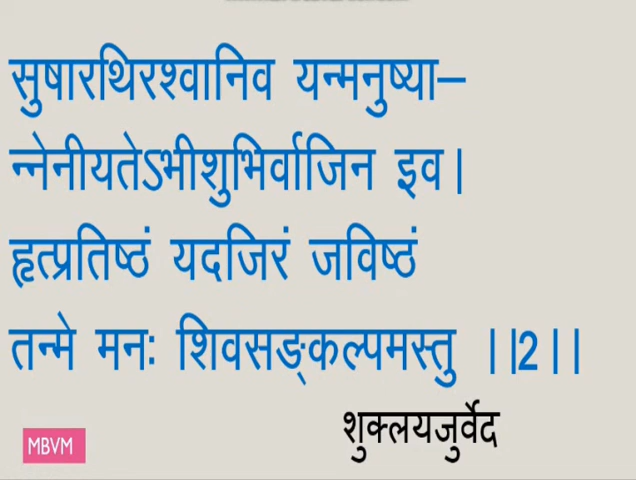 सुषारथिरश्वानिव यन्मनुष्या–
न्नेनीयतेऽभीशुभिर्वाजिन इव।
हृत्प्रतिष्ठं यदजिरं जविष्ठं
तन्मे मनः शिवसङ्कल्पमस्तु ।।2।।
शुक्लयजुर्वेद
MBVM